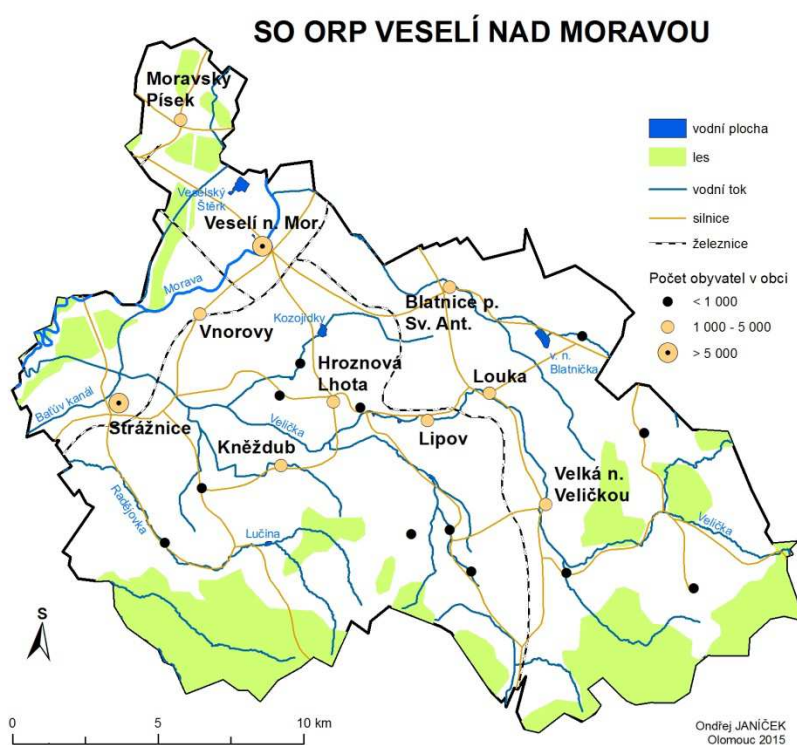 SO ORP VESELÍ NAD MORAVOU
Moravský
Písek
Veselský
Štěrk
Veselí n. Mor.
Morava
Vnorovy
Kozojídky
Blatnice p.
Sv. Ant.
v. n.
Blatnička
Hroznová
Lhota
Louka
Baťův kanál
Strážnice
Velička
Lipov
Kněždub
Velká n.
Veličkou
Radějovka
Lučina
Velička
vodní plocha
les
vodní tok
silnice
železnice
Počet obyvatel v obci
< 1 000
1 000 - 5 000
> 5 000
S
0 5 10 km
Ondřej JANÍČEK
Olomouc 2015